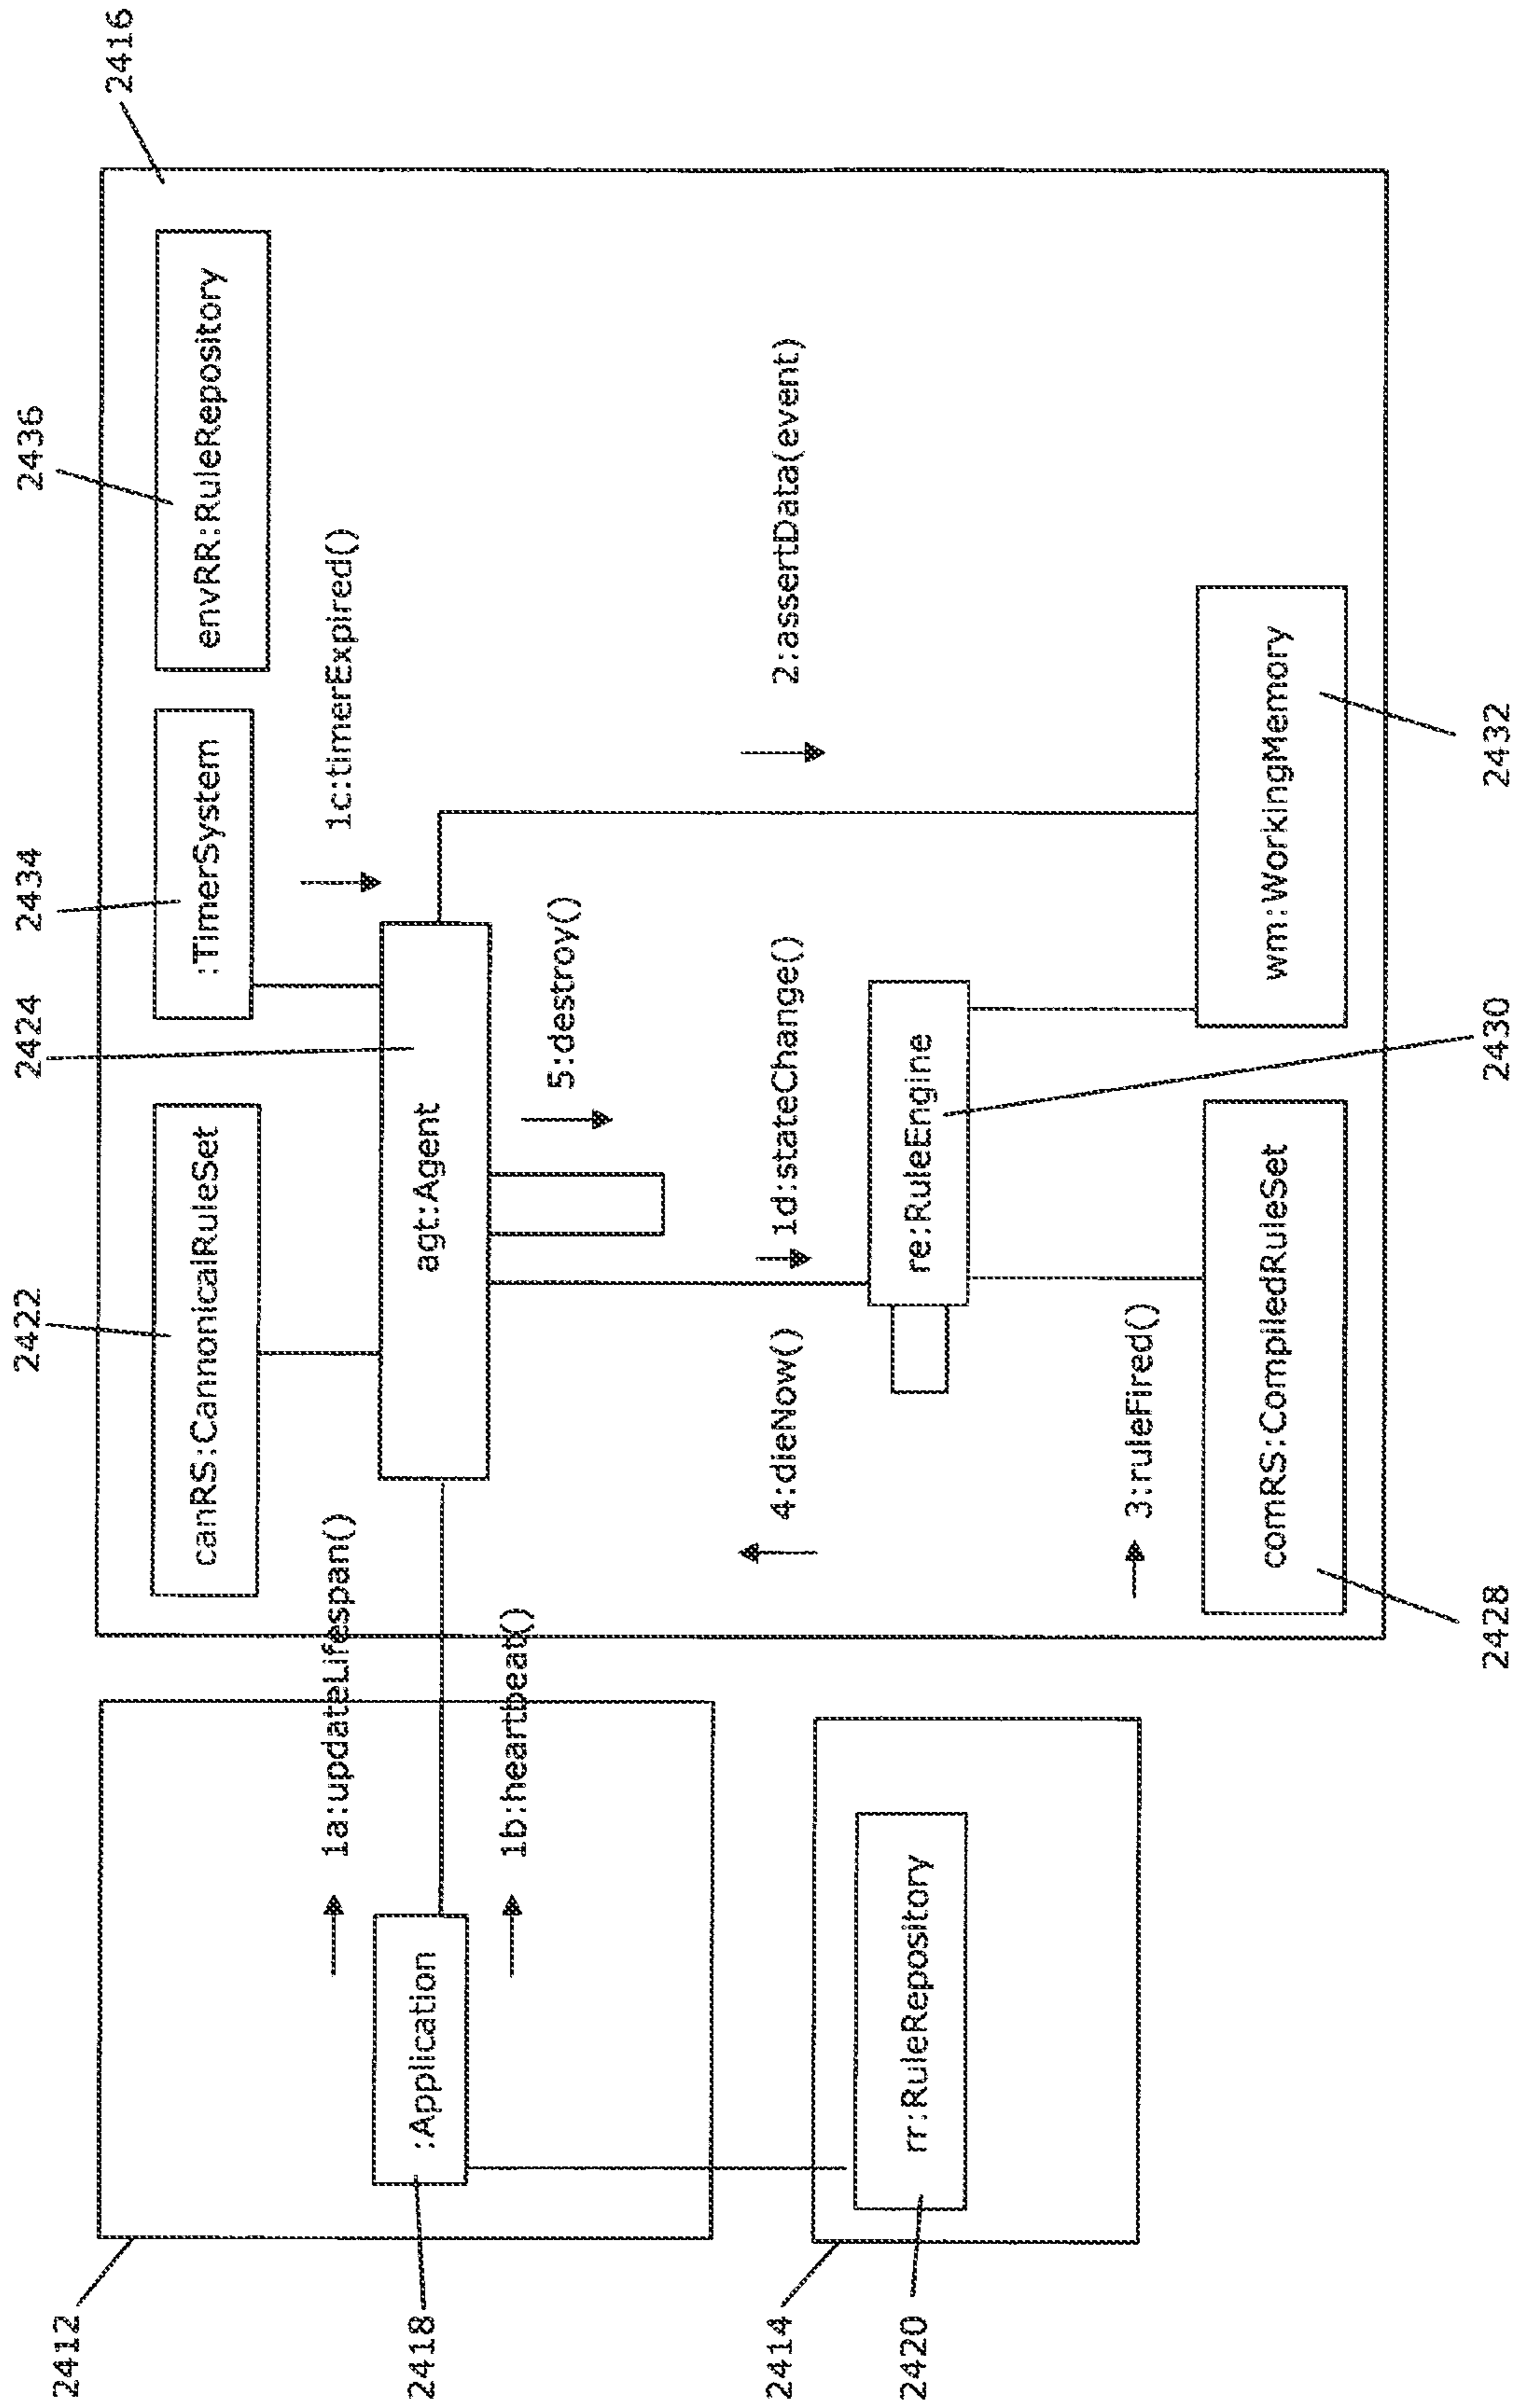 2412
2418
2414
2420
:Application
rr:RuleRepository
1a:updateLifespan()
1b:heartbeat()
2422
2424
2434
2436
2416
canRS:CannonicalRuleSet
:TimerSystem
envRR:RuleRepository
1c:timerExpired()
agt:Agent
5:destroy()
4:dieNow()
1d:stateChange()
2:assertData(event)
re:RuleEngine
3:ruleFired()
comRS:CompiledRuleSet
wm:WorkingMemory
2428
2430
2432